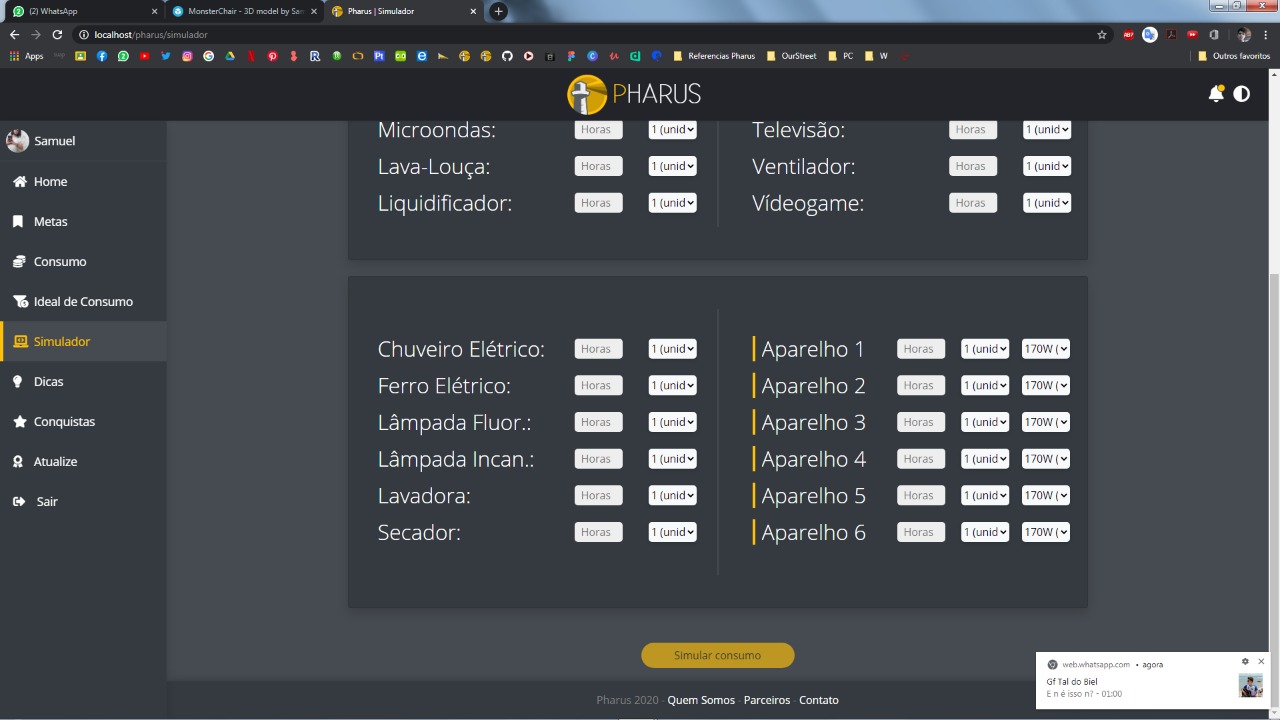 (2) WhatsApp
MonsterChair - 3D model by San
Pharus | Simulador
localhost/pharus/simulador
Apps
Referencias Pharus
OurStreet
PC
W
Outros favoritos
PHARUS
Samuel
Home
Metas
Consumo
Ideal de Consumo
Simulador
Dicas
Conquistas
Atualize
Sair
Microondas: Horas 1 (unid
Televisão: Horas 1 (unid
Lava-Louça: Horas 1 (unid
Ventilador: Horas 1 (unid
Liquidificador: Horas 1 (unid
Vídeogame: Horas 1 (unid
Chuveiro Elétrico: Horas 1 (unid
Ferro Elétrico: Horas 1 (unid
Lâmpada Fluor.: Horas 1 (unid
Lâmpada Incan.: Horas 1 (unid
Lavadora: Horas 1 (unid
Secador: Horas 1 (unid
Aparelho 1 Horas 1 (unid 170W (
Aparelho 2 Horas 1 (unid 170W (
Aparelho 3 Horas 1 (unid 170W (
Aparelho 4 Horas 1 (unid 170W (
Aparelho 5 Horas 1 (unid 170W (
Aparelho 6 Horas 1 (unid 170W (
Simular consumo
Pharus 2020 · Quem Somos · Parceiros · Contato
web.whatsapp.com • agora
Gf Tal do Biel
E n é isso n? - 01:00